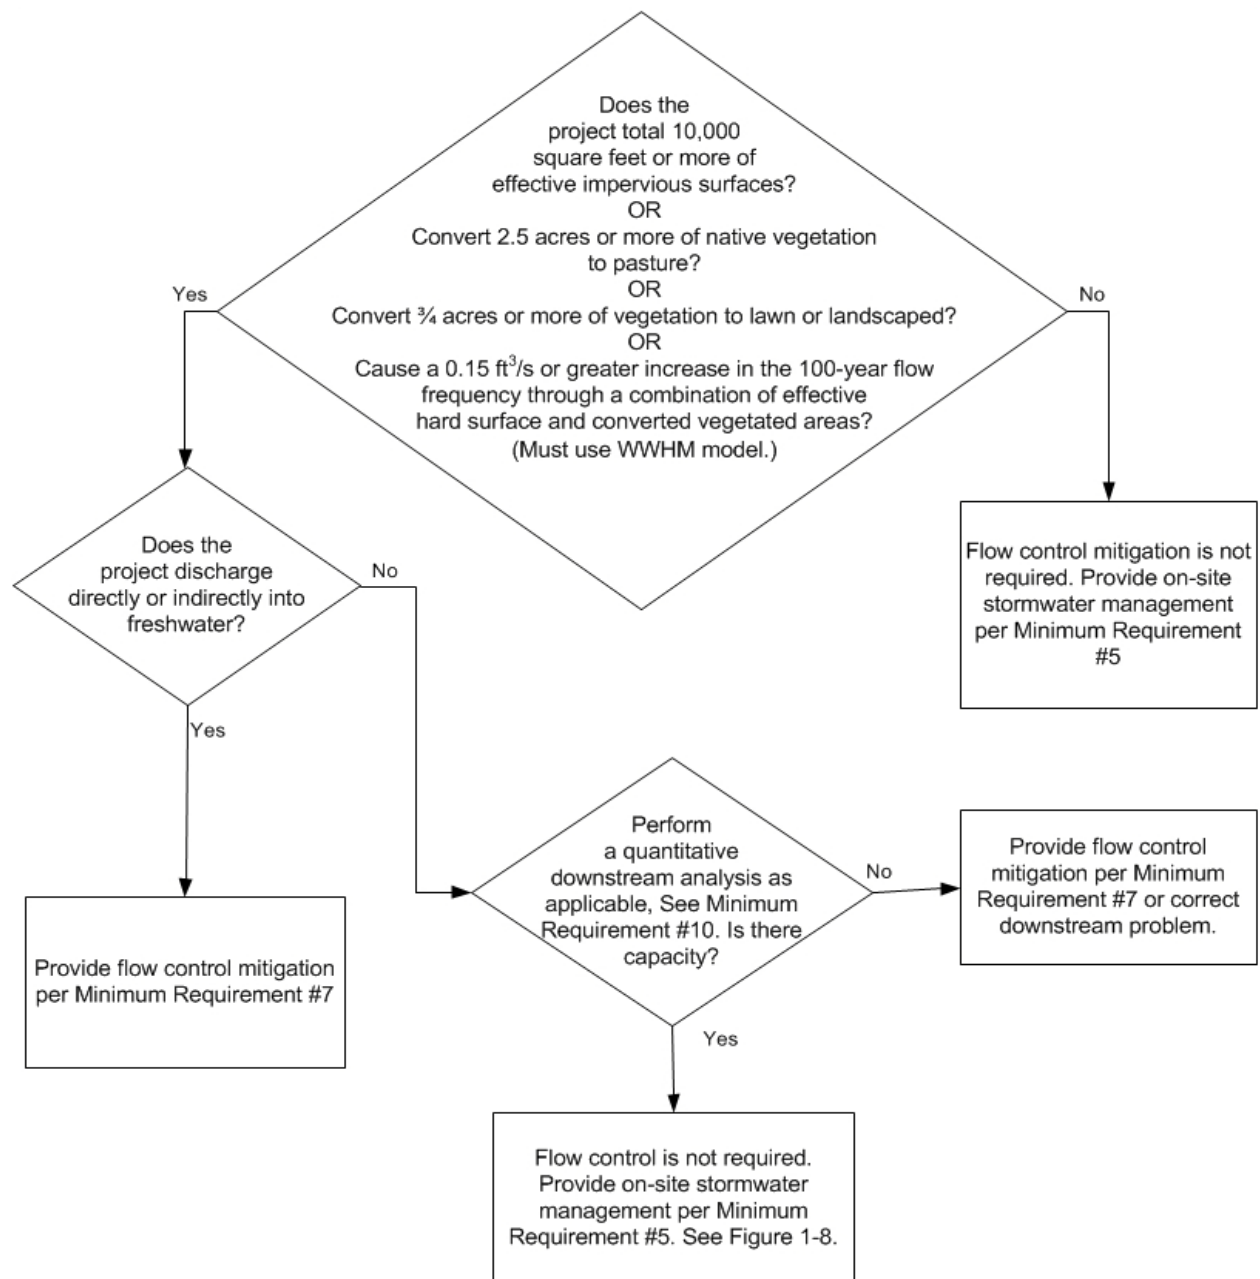 Does the
project total 10,000
square feet or more of
effective impervious surfaces?
OR
Convert 2.5 acres or more of native vegetation
to pasture?
OR
Convert ¾ acres or more of vegetation to lawn or landscaped?
OR
Cause a 0.15 ft³/s or greater increase in the 100-year flow
frequency through a combination of effective
hard surface and converted vegetated areas?
(Must use WWHM model.)
Yes
No
Does the
project discharge
directly or indirectly into
freshwater?
No
Yes
Flow control mitigation is not
required. Provide on-site
stormwater management
per Minimum Requirement
#5
Provide flow control mitigation
per Minimum Requirement #7
Perform
a quantitative
downstream analysis as
applicable, See Minimum
Requirement #10. Is there
capacity?
No
Yes
Provide flow control
mitigation per Minimum
Requirement #7 or correct
downstream problem.
Flow control is not required.
Provide on-site stormwater
management per Minimum
Requirement #5. See Figure 1-8.